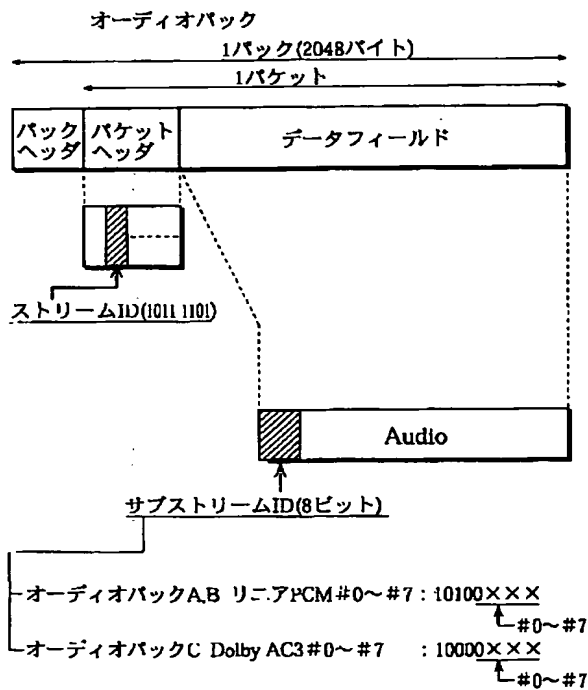 オーディオパック
1パック(2048バイト)
1パケット
パック
ヘッダ
パケット
ヘッダ
データフィールド
ストリームID(1011 1101)
Audio
サブストリームID(8ビット)
オーディオパックA,B リニアPCM#0～#7 : 10100×××
#0～#7
オーディオパックC Dolby AC3#0～#7 : 10000×××
#0～#7